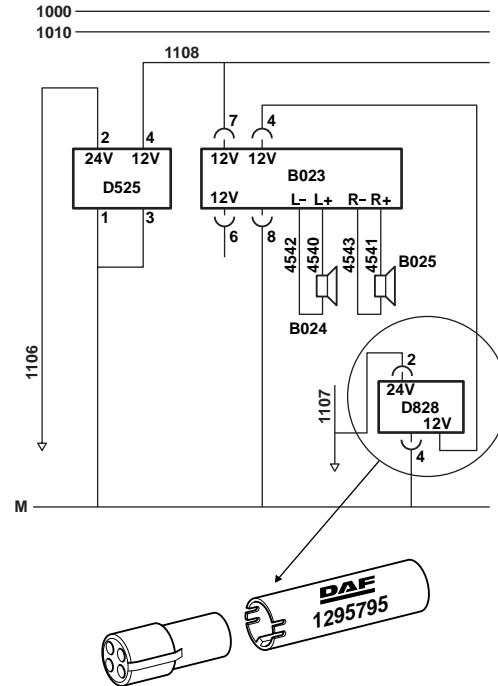 1000
1010
1108
2 4
24V 12V
D525
1 3
7 4
12V 12V
B023
12V L– L+ R– R+
6 8
4542 4540 4543 4541
B024
B025
1106
1107
2
24V
D828
12V
4
M
DAF
1295795